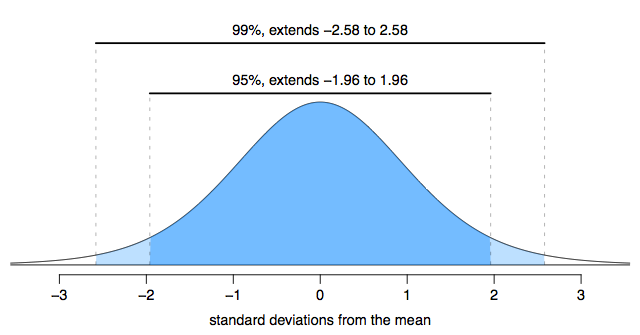 99%, extends −2.58 to 2.58
95%, extends −1.96 to 1.96
−3 −2 −1 0 1 2 3
standard deviations from the mean